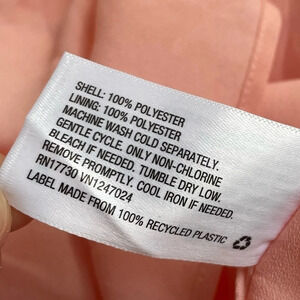 SHELL: 100% POLYESTER
LINING: 100% POLYESTER
MACHINE WASH COLD SEPARATELY.
GENTLE CYCLE. ONLY NON-CHLORINE
BLEACH IF NEEDED. TUMBLE DRY LOW.
REMOVE PROMPTLY. COOL IRON IF NEEDED.
RN17730 VN1247024
LABEL MADE FROM 100% RECYCLED PLASTIC